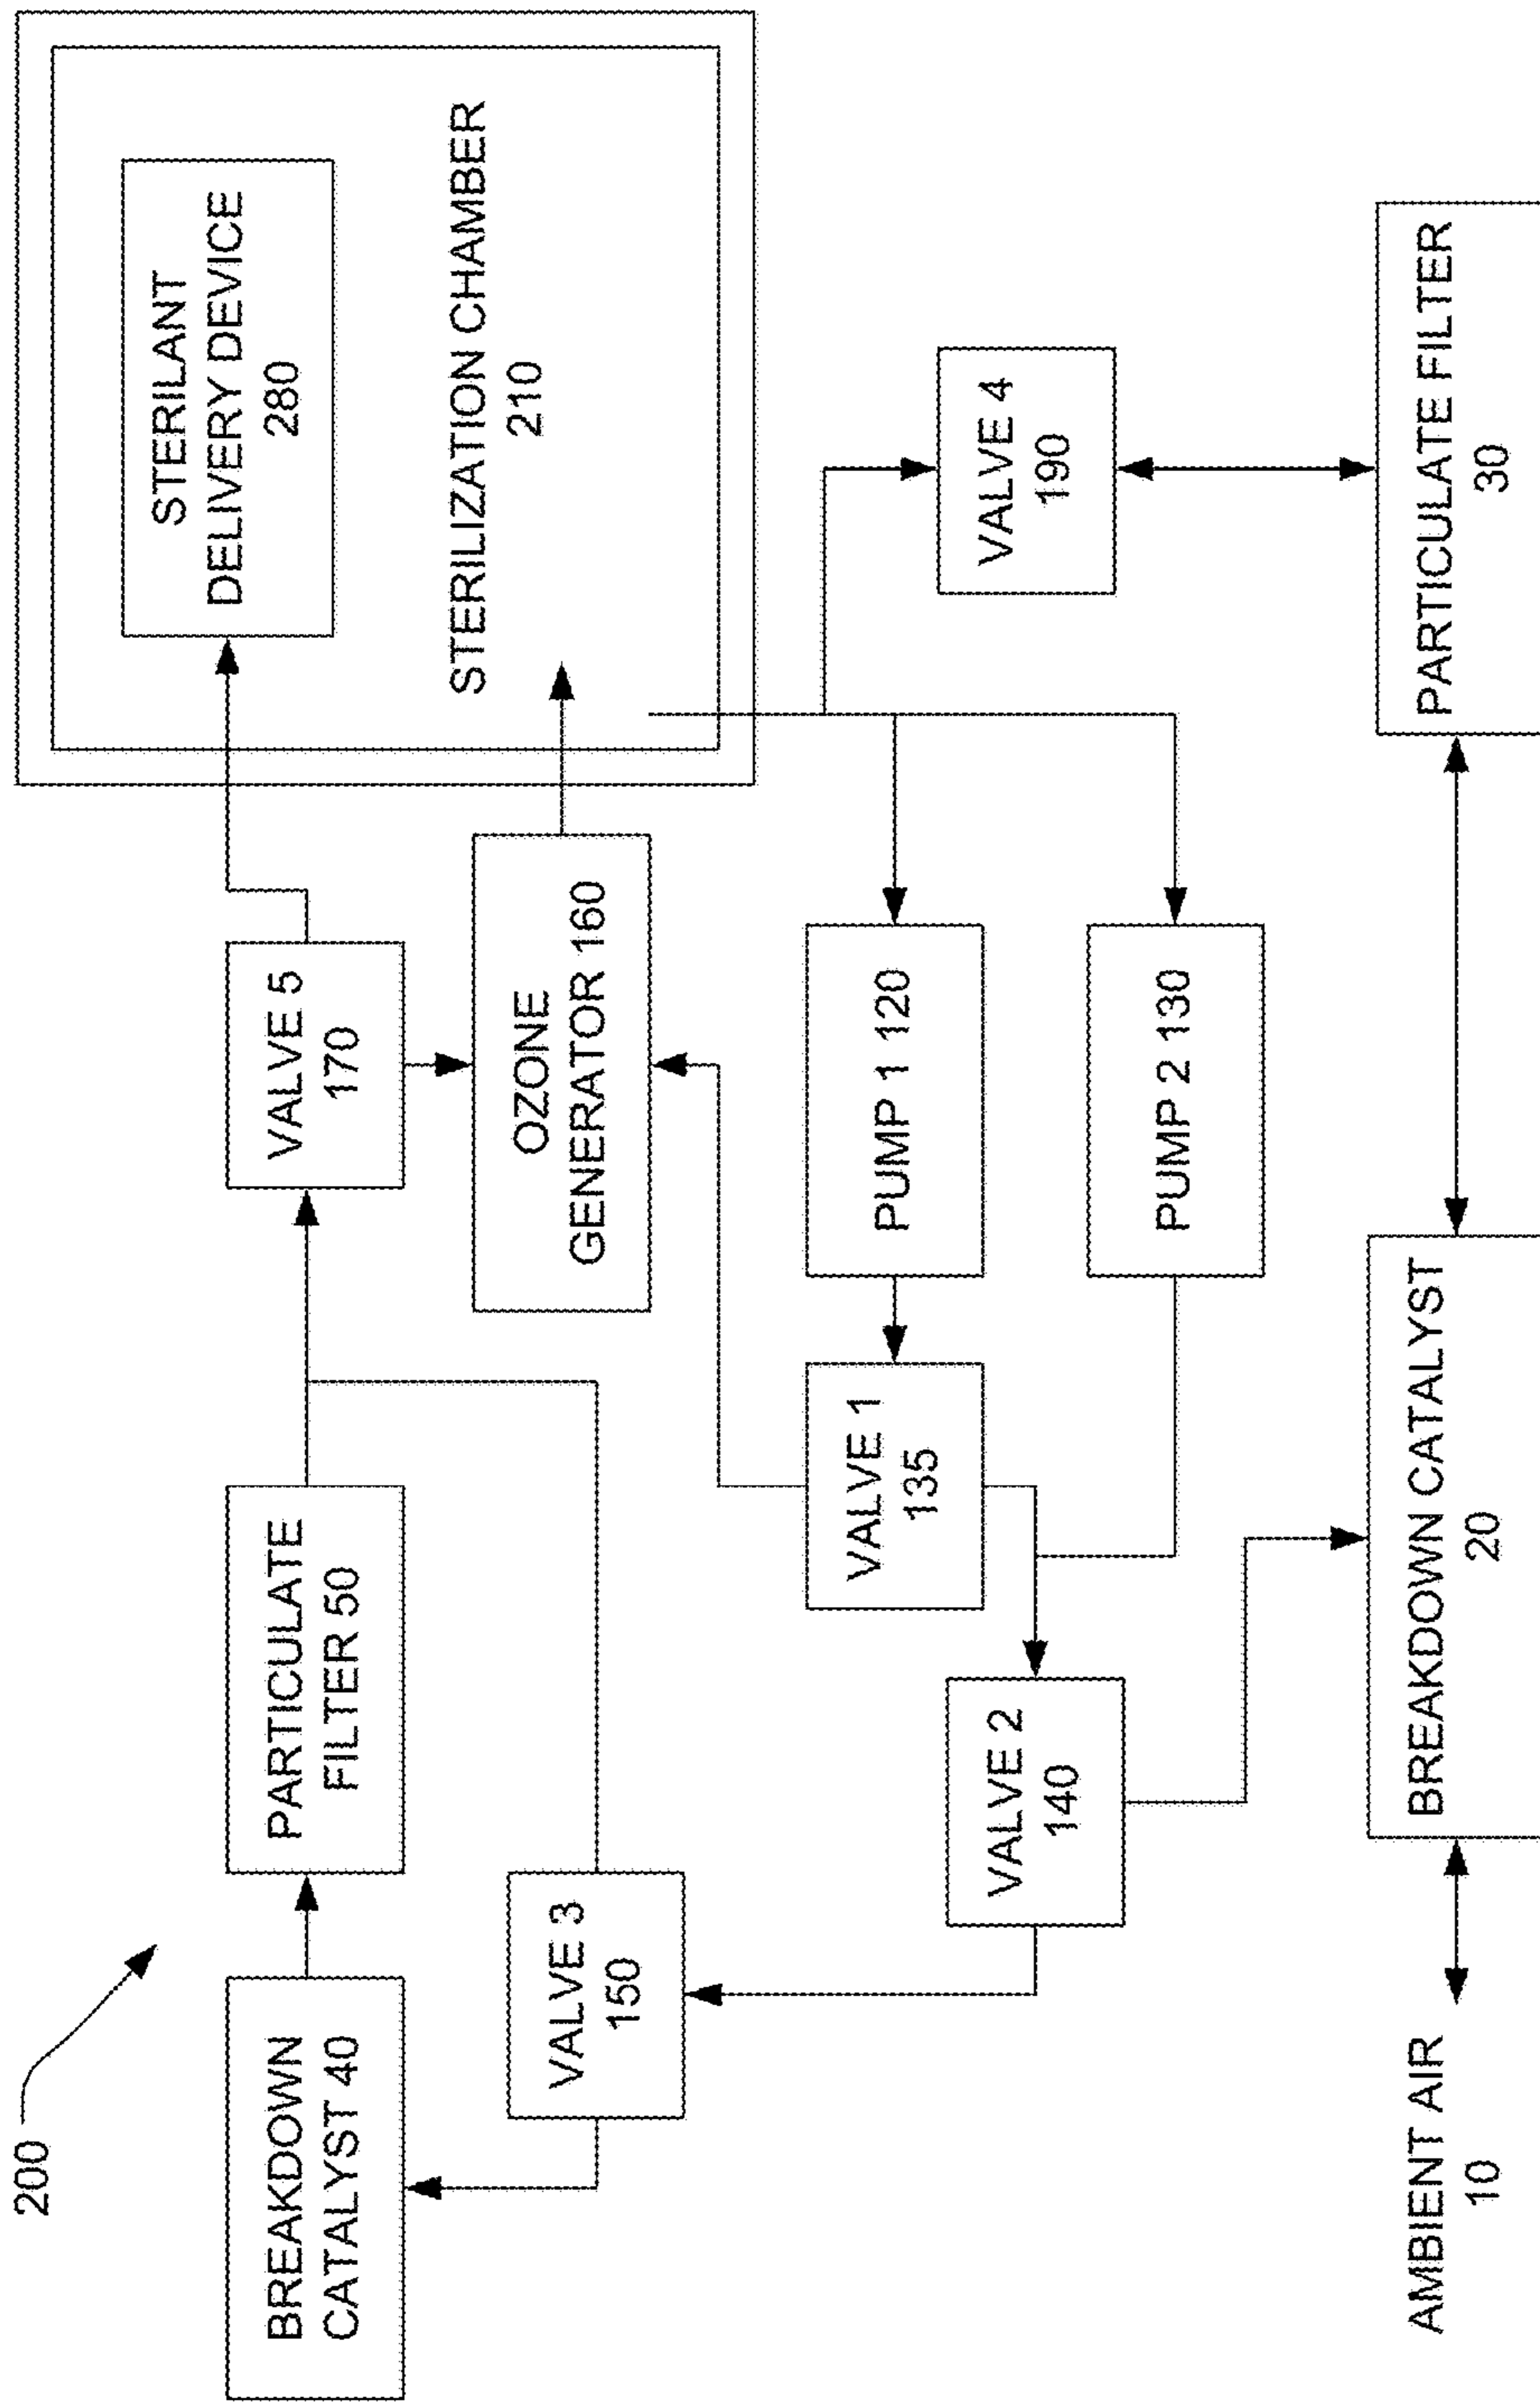 200
BREAKDOWN
CATALYST 40
PARTICULATE
FILTER 50
VALVE 5
170
STERILANT
DELIVERY DEVICE
280
STERILIZATION CHAMBER
210
OZONE
GENERATOR 160
VALVE 3
150
VALVE 1
135
PUMP 1 120
VALVE 2
140
PUMP 2 130
VALVE 4
190
AMBIENT AIR
10
BREAKDOWN CATALYST
20
PARTICULATE FILTER
30